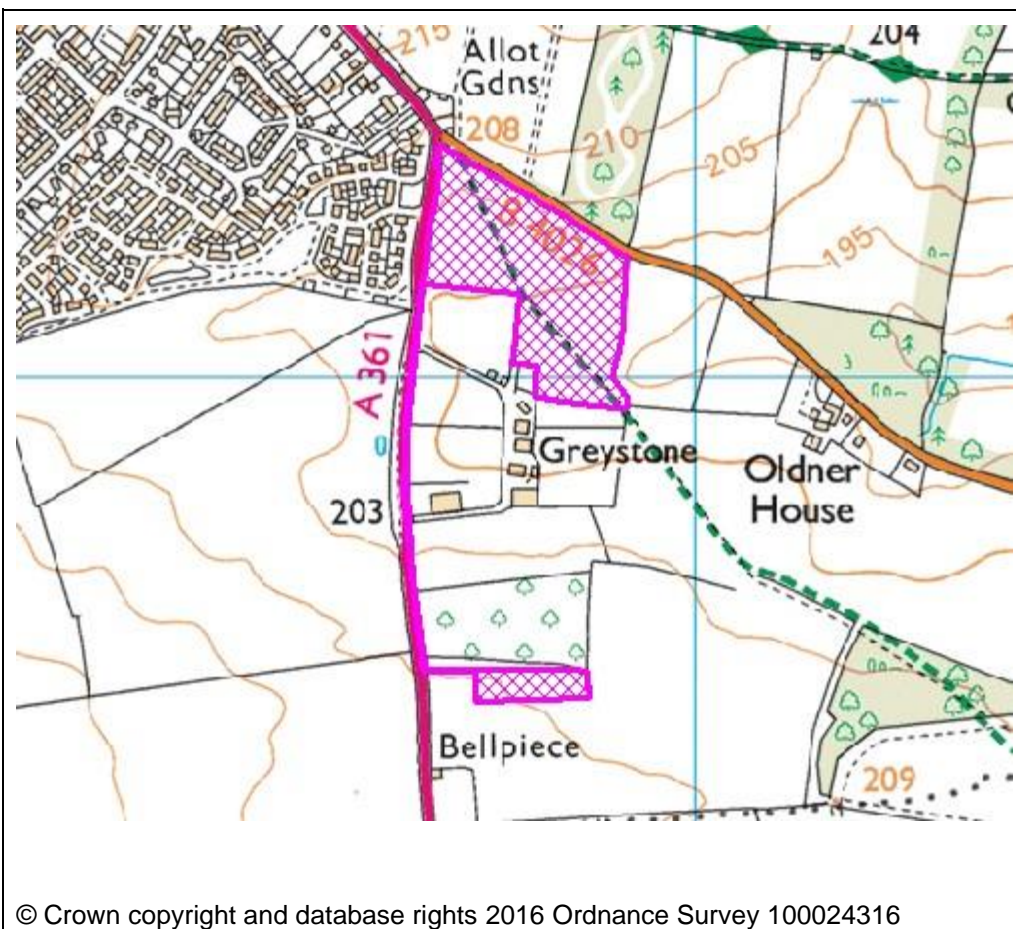 215
Allot
Gdns
204
208
210
205
B 4026
195
A 361
Greystone
Oldner
House
203
Bellpiece
209
© Crown copyright and database rights 2016 Ordnance Survey 100024316